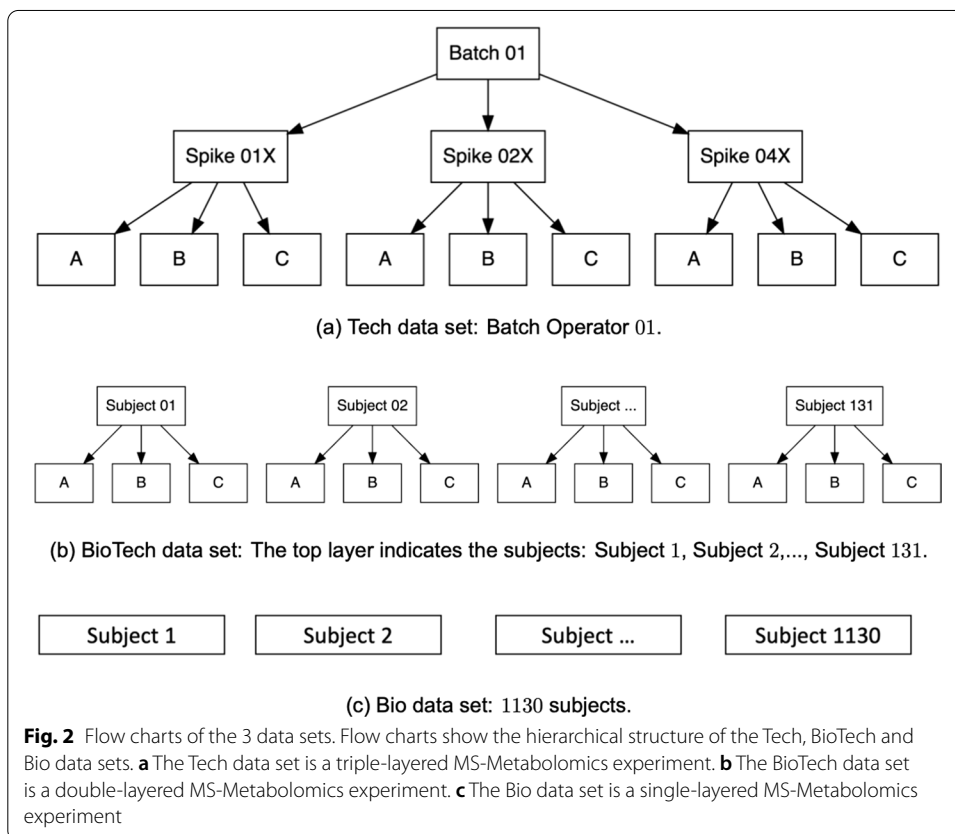 Batch 01
Spike 01X Spike 02X Spike 04X
A B C A B C A B C
(a) Tech data set: Batch Operator 01.
Subject 01 Subject 02 Subject ... Subject 131
A B C A B C A B C A B C
(b) BioTech data set: The top layer indicates the subjects: Subject 1, Subject 2,..., Subject 131.
Subject 1 Subject 2 Subject ... Subject 1130
(c) Bio data set: 1130 subjects.
Fig. 2 Flow charts of the 3 data sets. Flow charts show the hierarchical structure of the Tech, BioTech and
Bio data sets. a The Tech data set is a triple-layered MS-Metabolomics experiment. b The BioTech data set
is a double-layered MS-Metabolomics experiment. c The Bio data set is a single-layered MS-Metabolomics
experiment